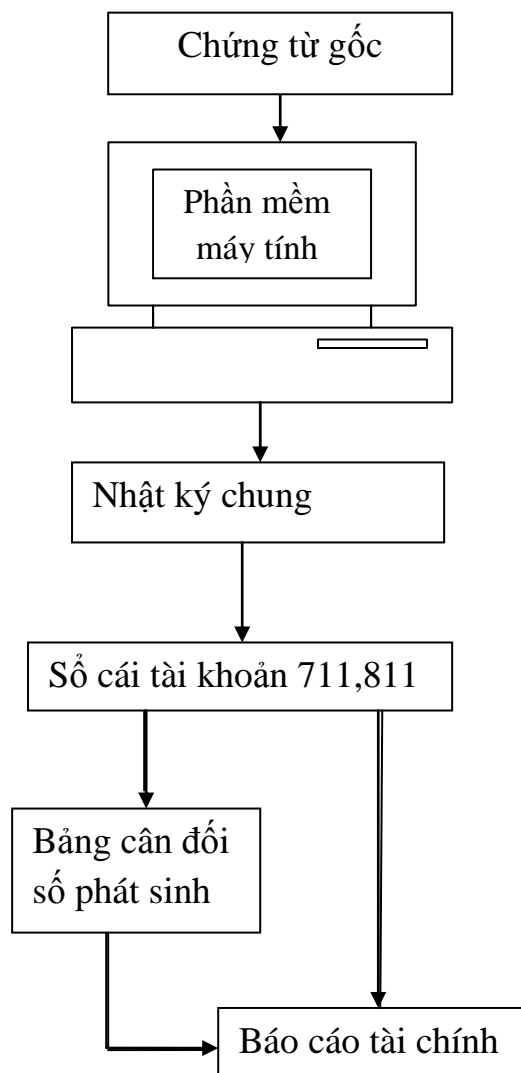 Chứng từ gốc
Phần mềm
máy tính
Nhật ký chung
Sổ cái tài khoản 711,811
Bảng cân đối
số phát sinh
Báo cáo tài chính